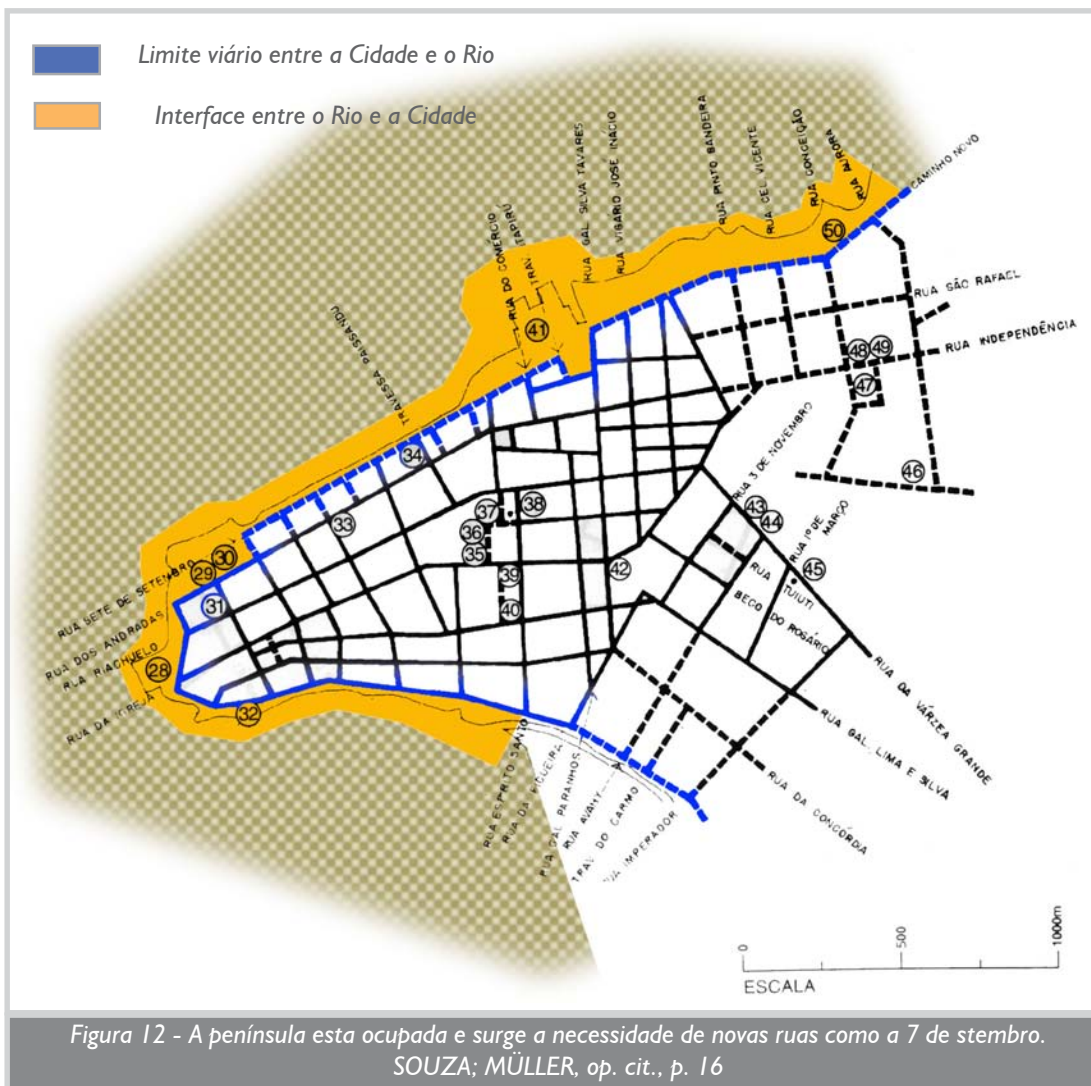 Limite viário entre a Cidade e o Rio
Interface entre o Rio e a Cidade
RUA DO COMÉRCIO
TRAV. ITAPIRÚ
RUA GAL SILVA TAVARES
RUA VIGÁRIO JOSÉ INÁCIO
RUA PINTO BANDEIRA
RUA CEL. VICENTE
RUA CONCEIÇÃO
RUA AURORA
CAMINHO NOVO
50
RUA SÃO RAFAEL
RUA INDEPENDÊNCIA
41
TRAVESSA PAISSANDU
48
49
47
46
34
33
37
38
36
35
39
40
42
RUA 3 DE NOVEMBRO
43
44
RUA 1º DE MARÇO
45
RUA TUIUTI
BECO DO ROSÁRIO
30
29
31
28
32
RUA SETE DE SETEMBRO
RUA DOS ANDRADAS
RUA RIACHUELO
RUA DA IGREJA
RUA ESPÍRITO SANTO
RUA DA FIGUEIRA
RUA GAL PARANHOS
RUA AVAHY
TRAV. DO CARMO
RUA IMPERADOR
RUA DA VÁRZEA GRANDE
RUA GAL. LIMA E SILVA
RUA DA CONCÓRDIA
0
500
1000m
ESCALA
Figura 12 - A península esta ocupada e surge a necessidade de novas ruas como a 7 de stembro.
SOUZA; MÜLLER, op. cit., p. 16